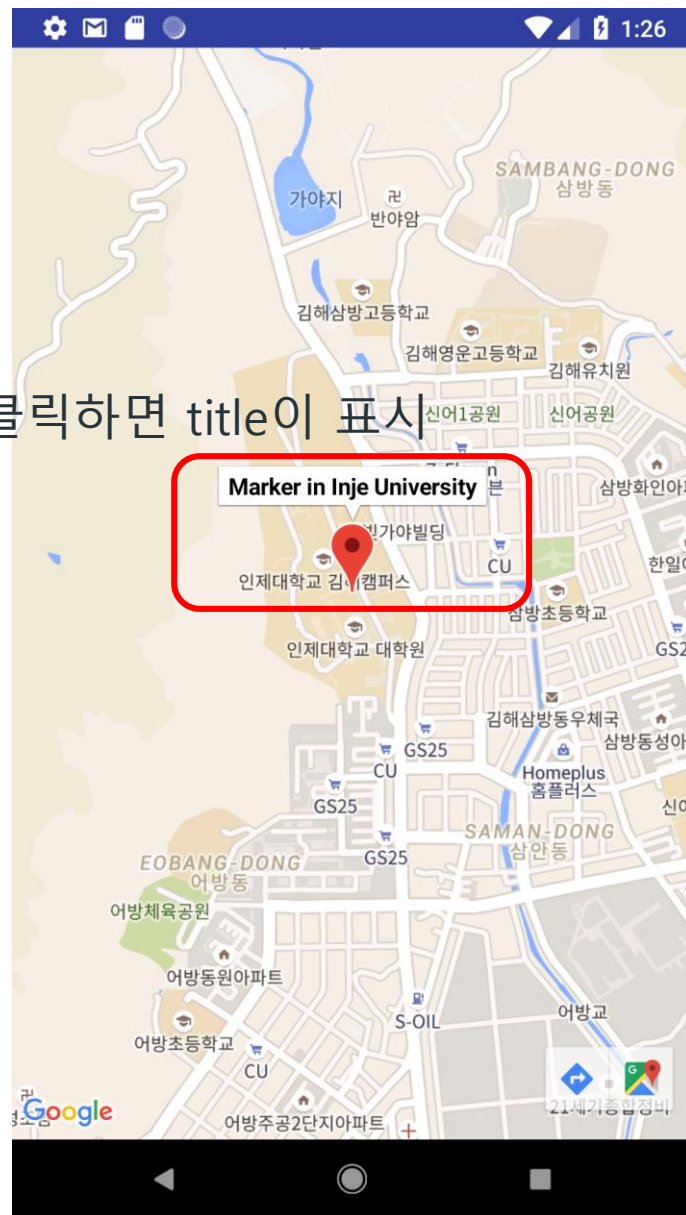 1:26
SAMBANG-DONG
삼방동
가야지
반야암
김해삼방고등학교
김해영운고등학교
김해유치원
클릭하면 title이 표시
신어1공원
신어공원
Marker in Inje University
삼방화인아
빈가야빌딩
CU
한일
인제대학교 김해캠퍼스
삼방초등학교
인제대학교 대학원
GS2
김해삼방동우체국
삼방동성아
GS25
CU
Homeplus
홈플러스
GS25
신어
SAMAN-DONG
삼안동
GS25
EOBANG-DONG
어방동
어방체육공원
어방동원아파트
S-OIL
어방교
어방초등학교
CU
Google
21세기종합정비
어방주공2단지아파트